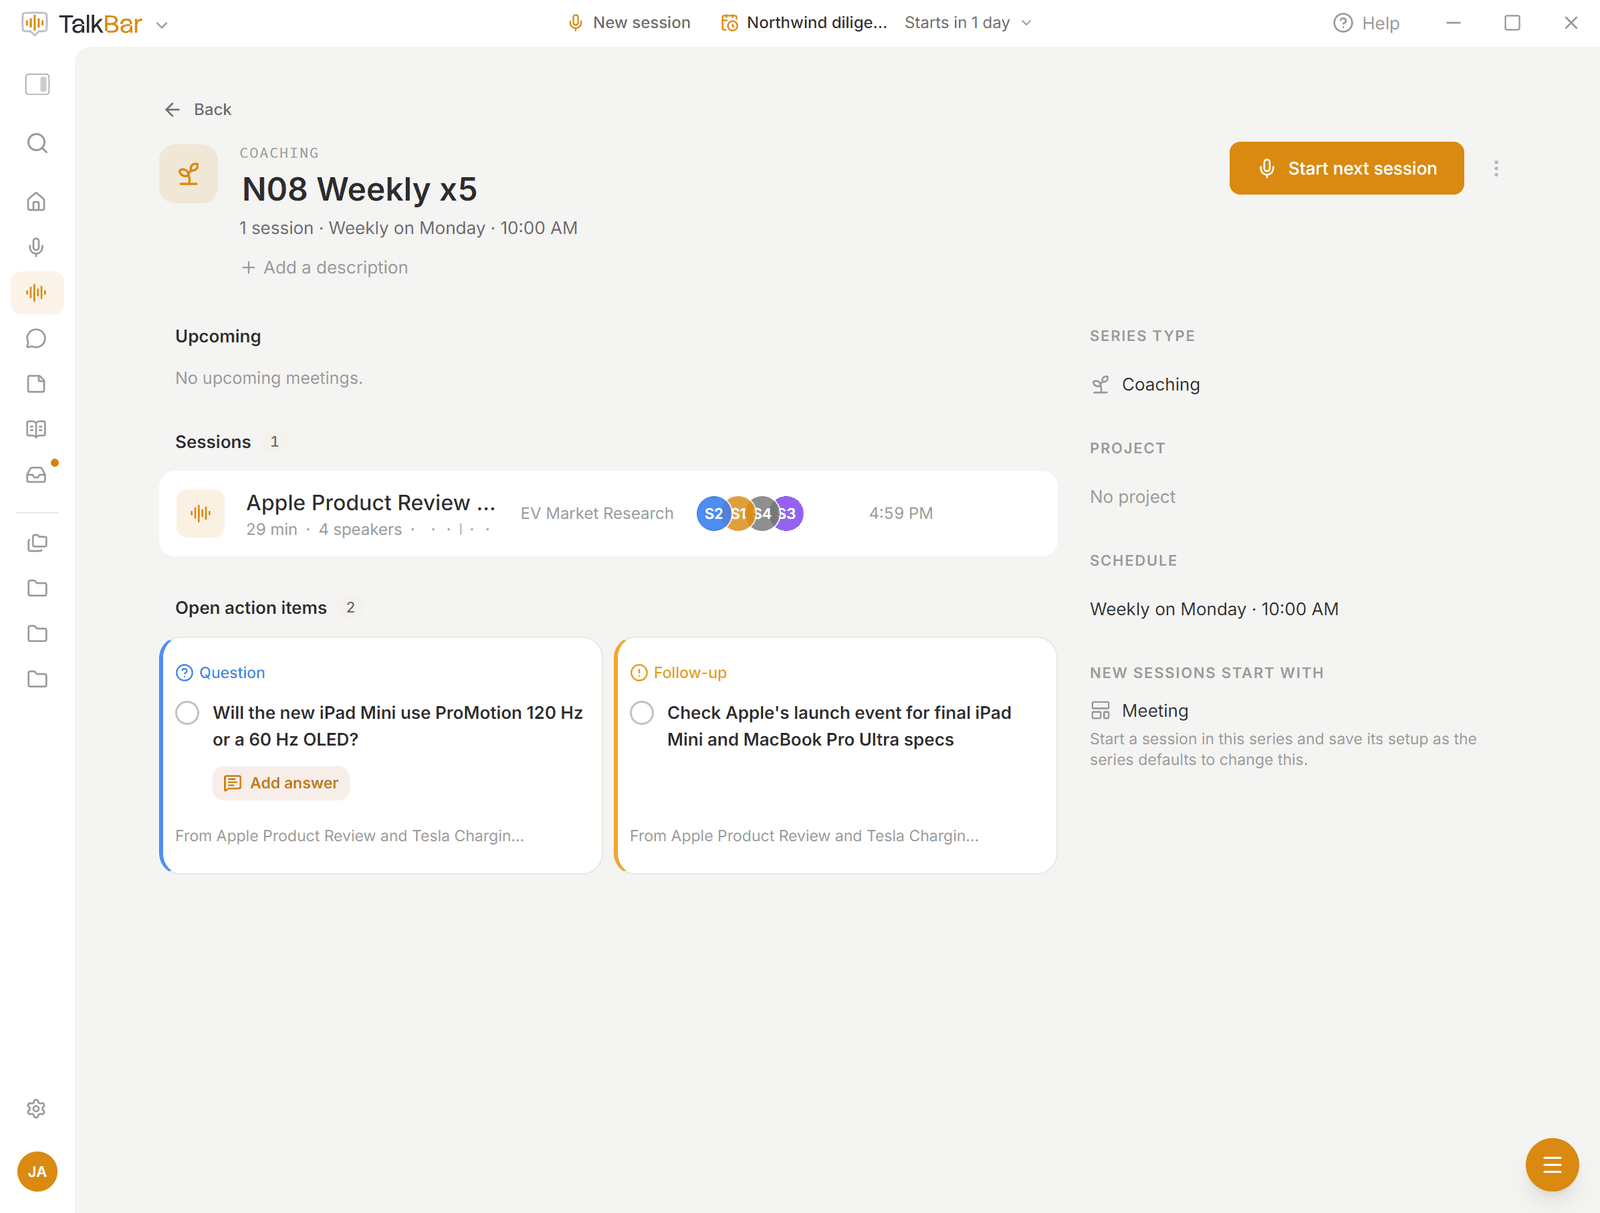 TalkBar
New session
Northwind dilige... Starts in 1 day
Help
Back
COACHING
N08 Weekly x5
1 session · Weekly on Monday · 10:00 AM
+ Add a description
Start next session
Upcoming
No upcoming meetings.
Sessions 1
Apple Product Review ...
29 min · 4 speakers ·
EV Market Research
S2 S1 S4 S3
4:59 PM
Open action items 2
Question
Will the new iPad Mini use ProMotion 120 Hz
or a 60 Hz OLED?
Add answer
From Apple Product Review and Tesla Chargin...
Follow-up
Check Apple's launch event for final iPad
Mini and MacBook Pro Ultra specs
From Apple Product Review and Tesla Chargin...
SERIES TYPE
Coaching
PROJECT
No project
SCHEDULE
Weekly on Monday · 10:00 AM
NEW SESSIONS START WITH
Meeting
Start a session in this series and save its setup as the
series defaults to change this.
JA